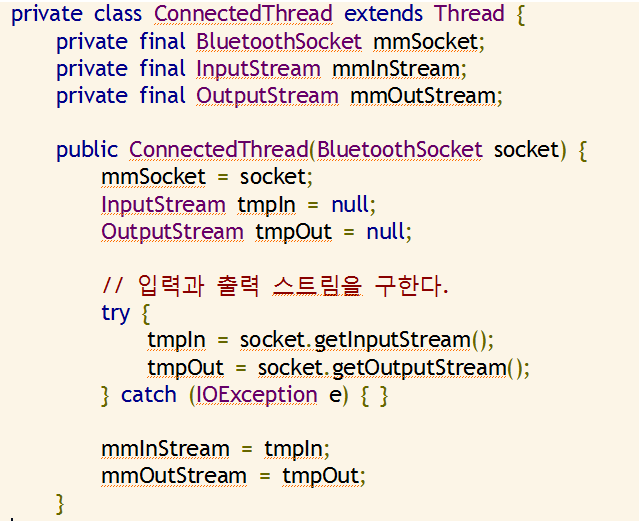 private class ConnectedThread extends Thread {
    private final BluetoothSocket mmSocket;
    private final InputStream mmInStream;
    private final OutputStream mmOutStream;

    public ConnectedThread(BluetoothSocket socket) {
        mmSocket = socket;
        InputStream tmpIn = null;
        OutputStream tmpOut = null;

        // 입력과 출력 스트림을 구한다.
        try {
            tmpIn = socket.getInputStream();
            tmpOut = socket.getOutputStream();
        } catch (IOException e) { }

        mmInStream = tmpIn;
        mmOutStream = tmpOut;
    }